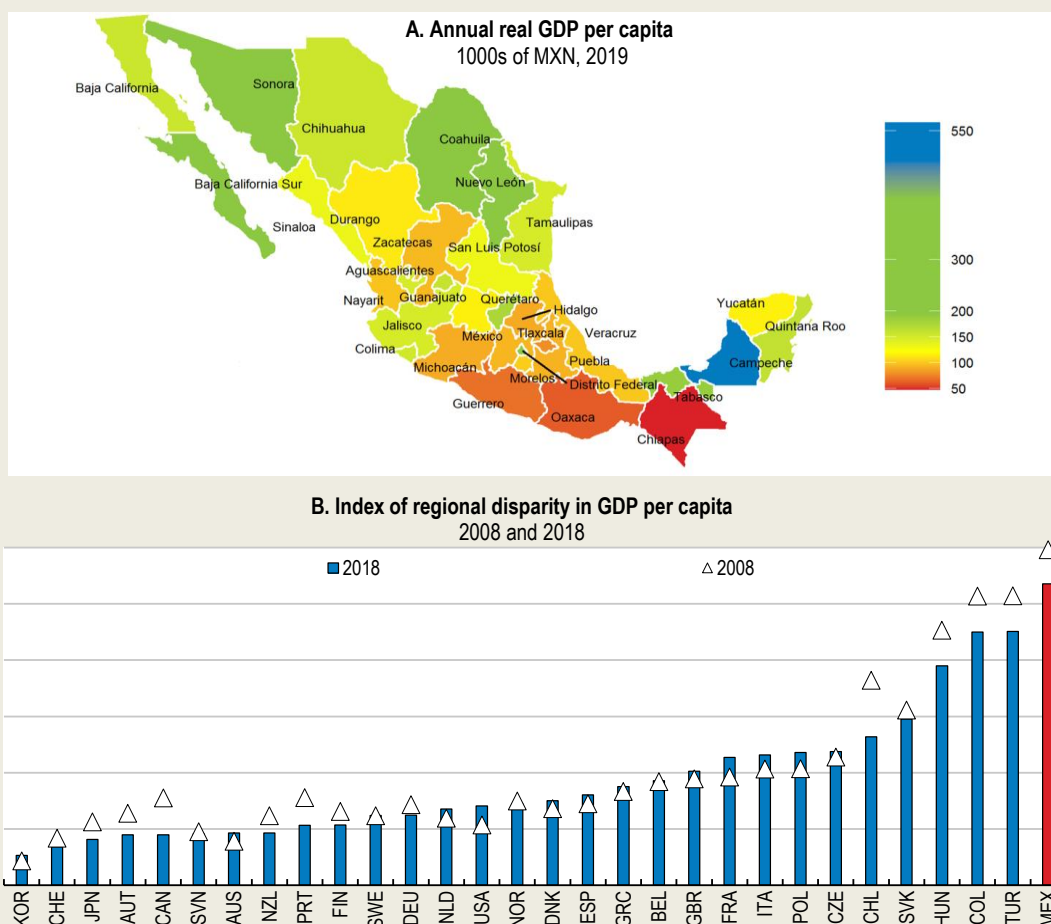 A. Annual real GDP per capita
1000s of MXN, 2019
Baja California
Sonora
Chihuahua
Coahuila
Nuevo León
Baja California Sur
Sinaloa
Durango
Tamaulipas
Zacatecas
San Luis Potosí
Aguascalientes
Nayarit
Guanajuato
Querétaro
Hidalgo
Yucatán
Quintana Roo
Jalisco
México
Tlaxcala
Veracruz
Colima
Puebla
Campeche
Michoacán
Morelos
Distrito Federal
Tabasco
Guerrero
Oaxaca
Chiapas
550
300
200
150
100
50
B. Index of regional disparity in GDP per capita
2008 and 2018
2018
2008
KOR
CHE
JPN
AUT
CAN
SVN
AUS
NZL
PRT
FIN
SWE
DEU
NLD
USA
NOR
DNK
ESP
GRC
BEL
GBR
FRA
ITA
POL
CZE
CHL
SVK
HUN
COL
TUR
MEX